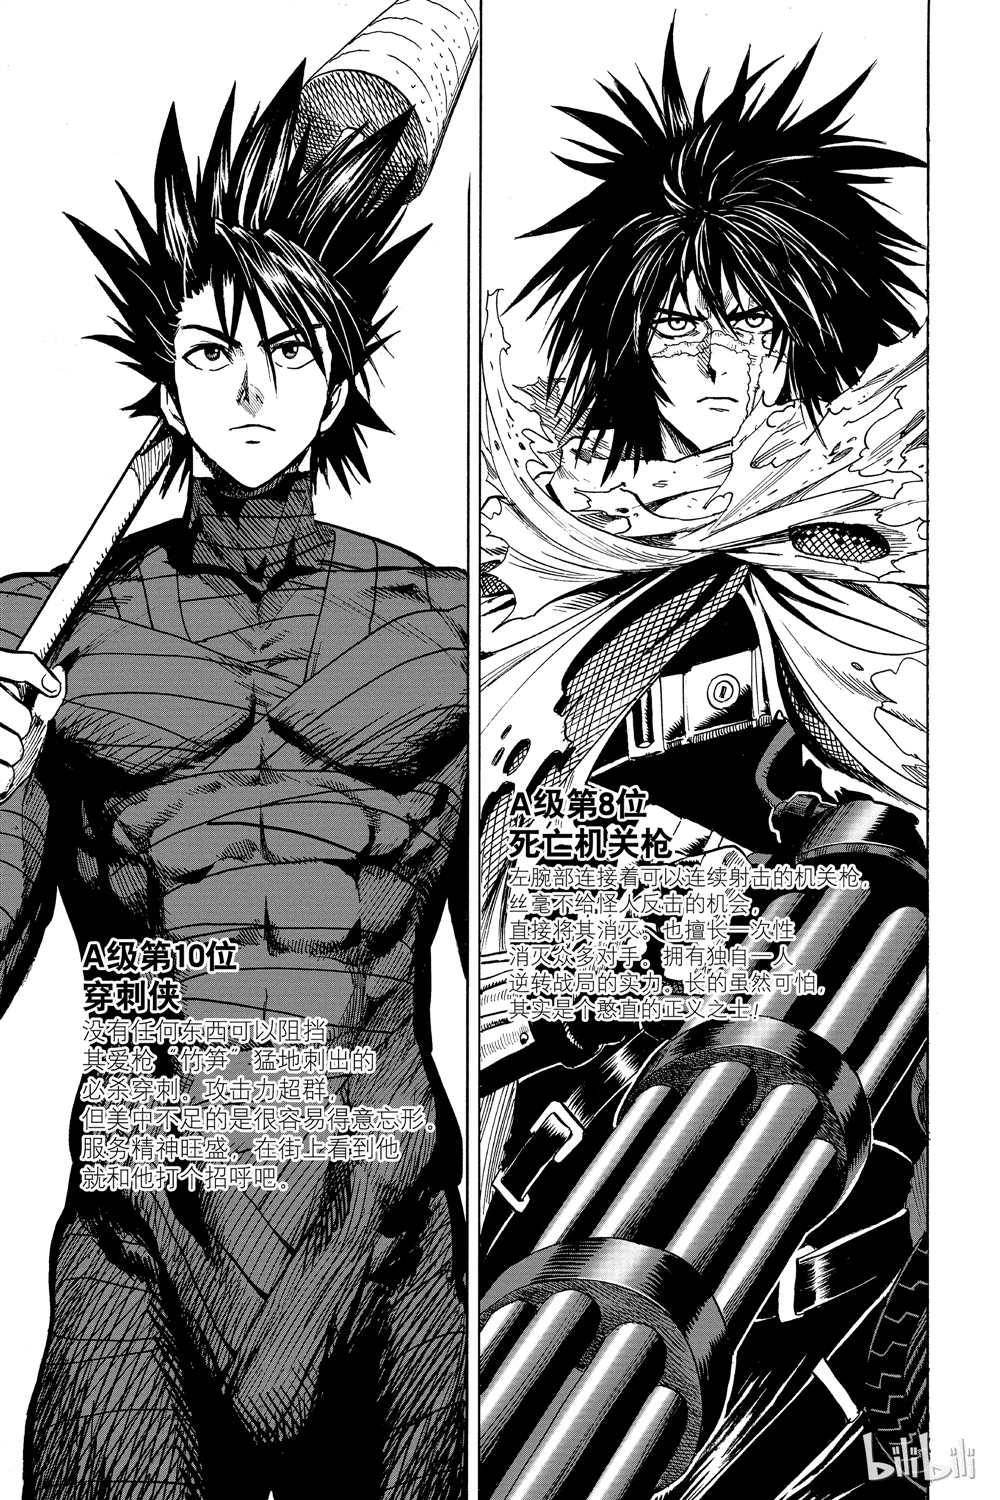 A级第8位
死亡机关枪
左腕部连接着可以连续射击的机关枪，
丝毫不给怪人反击的机会，
直接将其消灭、也擅长一次性
消灭众多对手。拥有独自一人
逆转战局的实力。长的虽然可怕，
其实是个憨直的正义之士！
A级第10位
穿刺侠
没有任何东西可以阻挡
其爱枪“竹笋”猛地刺出的
必杀穿刺。攻击力超群，
但美中不足的是很容易得意忘形。
服务精神旺盛，在街上看到他
就和他打个招呼吧。
bilibili